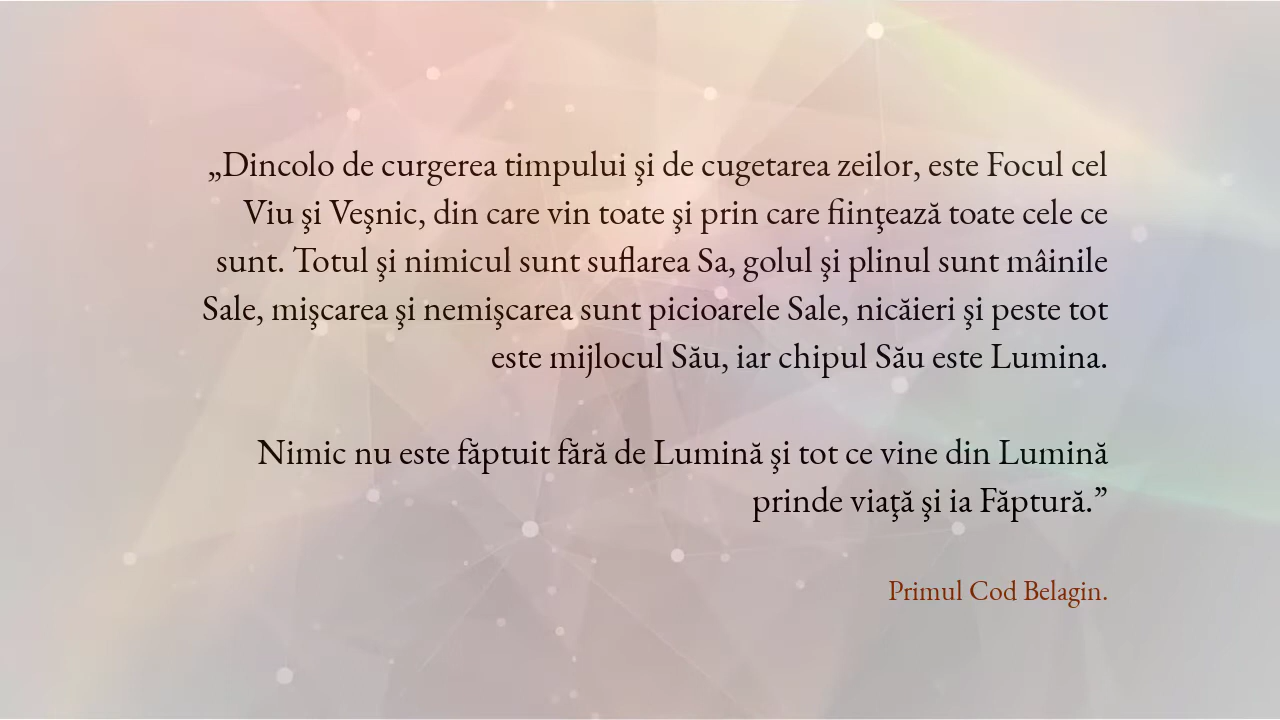 „Dincolo de curgerea timpului şi de cugetarea zeilor, este Focul cel
Viu şi Veşnic, din care vin toate şi prin care fiinţează toate cele ce
sunt. Totul şi nimicul sunt suflarea Sa, golul şi plinul sunt mâinile
Sale, mişcarea şi nemişcarea sunt picioarele Sale, nicăieri şi peste tot
este mijlocul Său, iar chipul Său este Lumina.
Nimic nu este făptuit fără de Lumină şi tot ce vine din Lumină
prinde viaţă şi ia Făptură.”
Primul Cod Belagin.